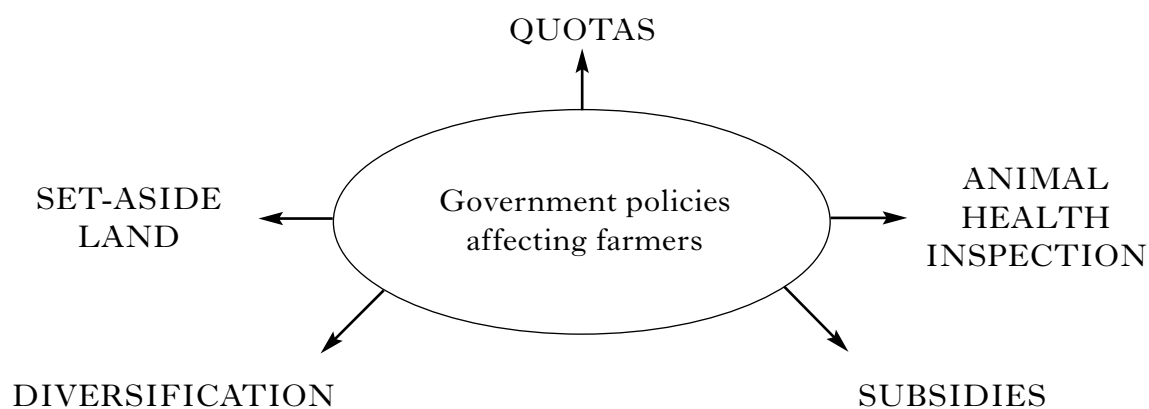 QUOTAS
SET-ASIDE
LAND
Government policies
affecting farmers
ANIMAL
HEALTH
INSPECTION
DIVERSIFICATION
SUBSIDIES